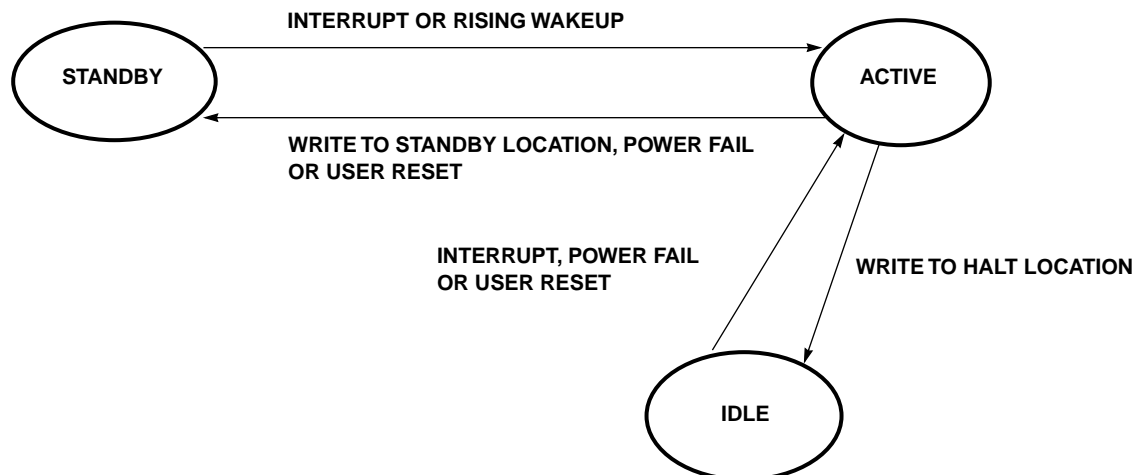 INTERRUPT OR RISING WAKEUP
STANDBY
ACTIVE
WRITE TO STANDBY LOCATION, POWER FAIL
OR USER RESET
INTERRUPT, POWER FAIL
OR USER RESET
WRITE TO HALT LOCATION
IDLE